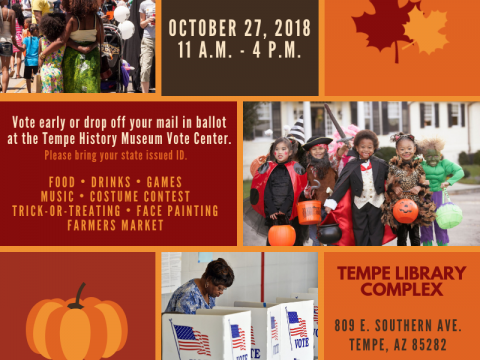 OCTOBER 27, 2018
11 A.M. - 4 P.M.
Vote early or drop off your mail in ballot
at the Tempe History Museum Vote Center.
Please bring your state issued ID.
FOOD • DRINKS • GAMES
MUSIC • COSTUME CONTEST
TRICK-OR-TREATING • FACE PAINTING
FARMERS MARKET
VOTE
VOTE
VOTE
TEMPE LIBRARY
COMPLEX
809 E. SOUTHERN AVE.
TEMPE, AZ 85282